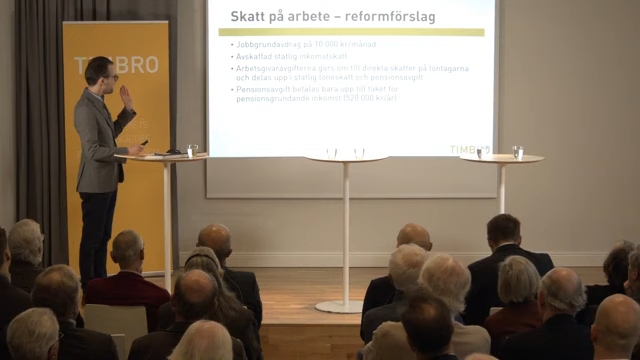 Skatt på arbete – reformförslag
• Jobbgrundavdrag på 10 000 kr/månad
• Avskaffad statlig inkomstskatt
• Arbetsgivaravgifterna görs om till direkta skatter på löntagarna
och delas upp i statlig löneskatt och pensionsavgift
• Pensionsavgift betalas bara upp till taket för
pensionsgrundande inkomst (520 000 kr/år)
TIMBRO
TIMBRO